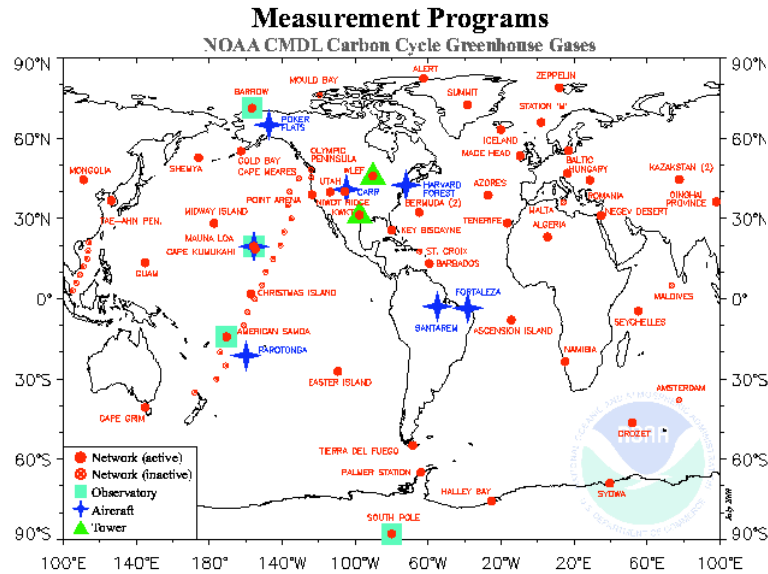 Measurement Programs
NOAA CMDL Carbon Cycle Greenhouse Gases
90°N
90°N
60°N
60°N
30°N
30°N
0°
0°
30°S
30°S
60°S
60°S
90°S
90°S
ALERT
ZEPPELIN
MOULD BAY
BARROW
SUMMIT
STATION 'M'
POKER
FLATS
ICELAND
OLYMPIC
PENINSULA
MACE HEAD
COLD BAY
BALTIC
MONGOLIA
SHEMYA
CAPE MEARES
LEF
HUNGARY
KAZAKSTAN (2)
UTAH
CARR
HARVARD
FOREST
AZORES
ROMANIA
QINGHAI
PROVINCE
POINT ARENA
NIWOT RIDGE
BERMUDA (2)
MALTA
TAE-AHN PEN.
MIDWAY ISLAND
KWKT
KEY BISCAYNE
TENERIFE
NEGEV DESERT
MAUNA LOA
CAPE KUMUKAHI
ALGERIA
ST. CROIX
GUAM
BARBADOS
CHRISTMAS ISLAND
FORTALEZA
MALDIVES
AMERICAN SAMOA
SANTAREM
ASCENSION ISLAND
SEYCHELLES
RAROTONGA
NAMIBIA
EASTER ISLAND
AMSTERDAM
CAPE GRIM
CROZET
TIERRA DEL FUEGO
PALMER STATION
HALLEY BAY
SYOWA
SOUTH POLE
Network (active)
Network (inactive)
Observatory
Aircraft
Tower
NOAA
100°E
140°E
180°
140°W
100°W
60°W
20°W
20°E
60°E
100°E